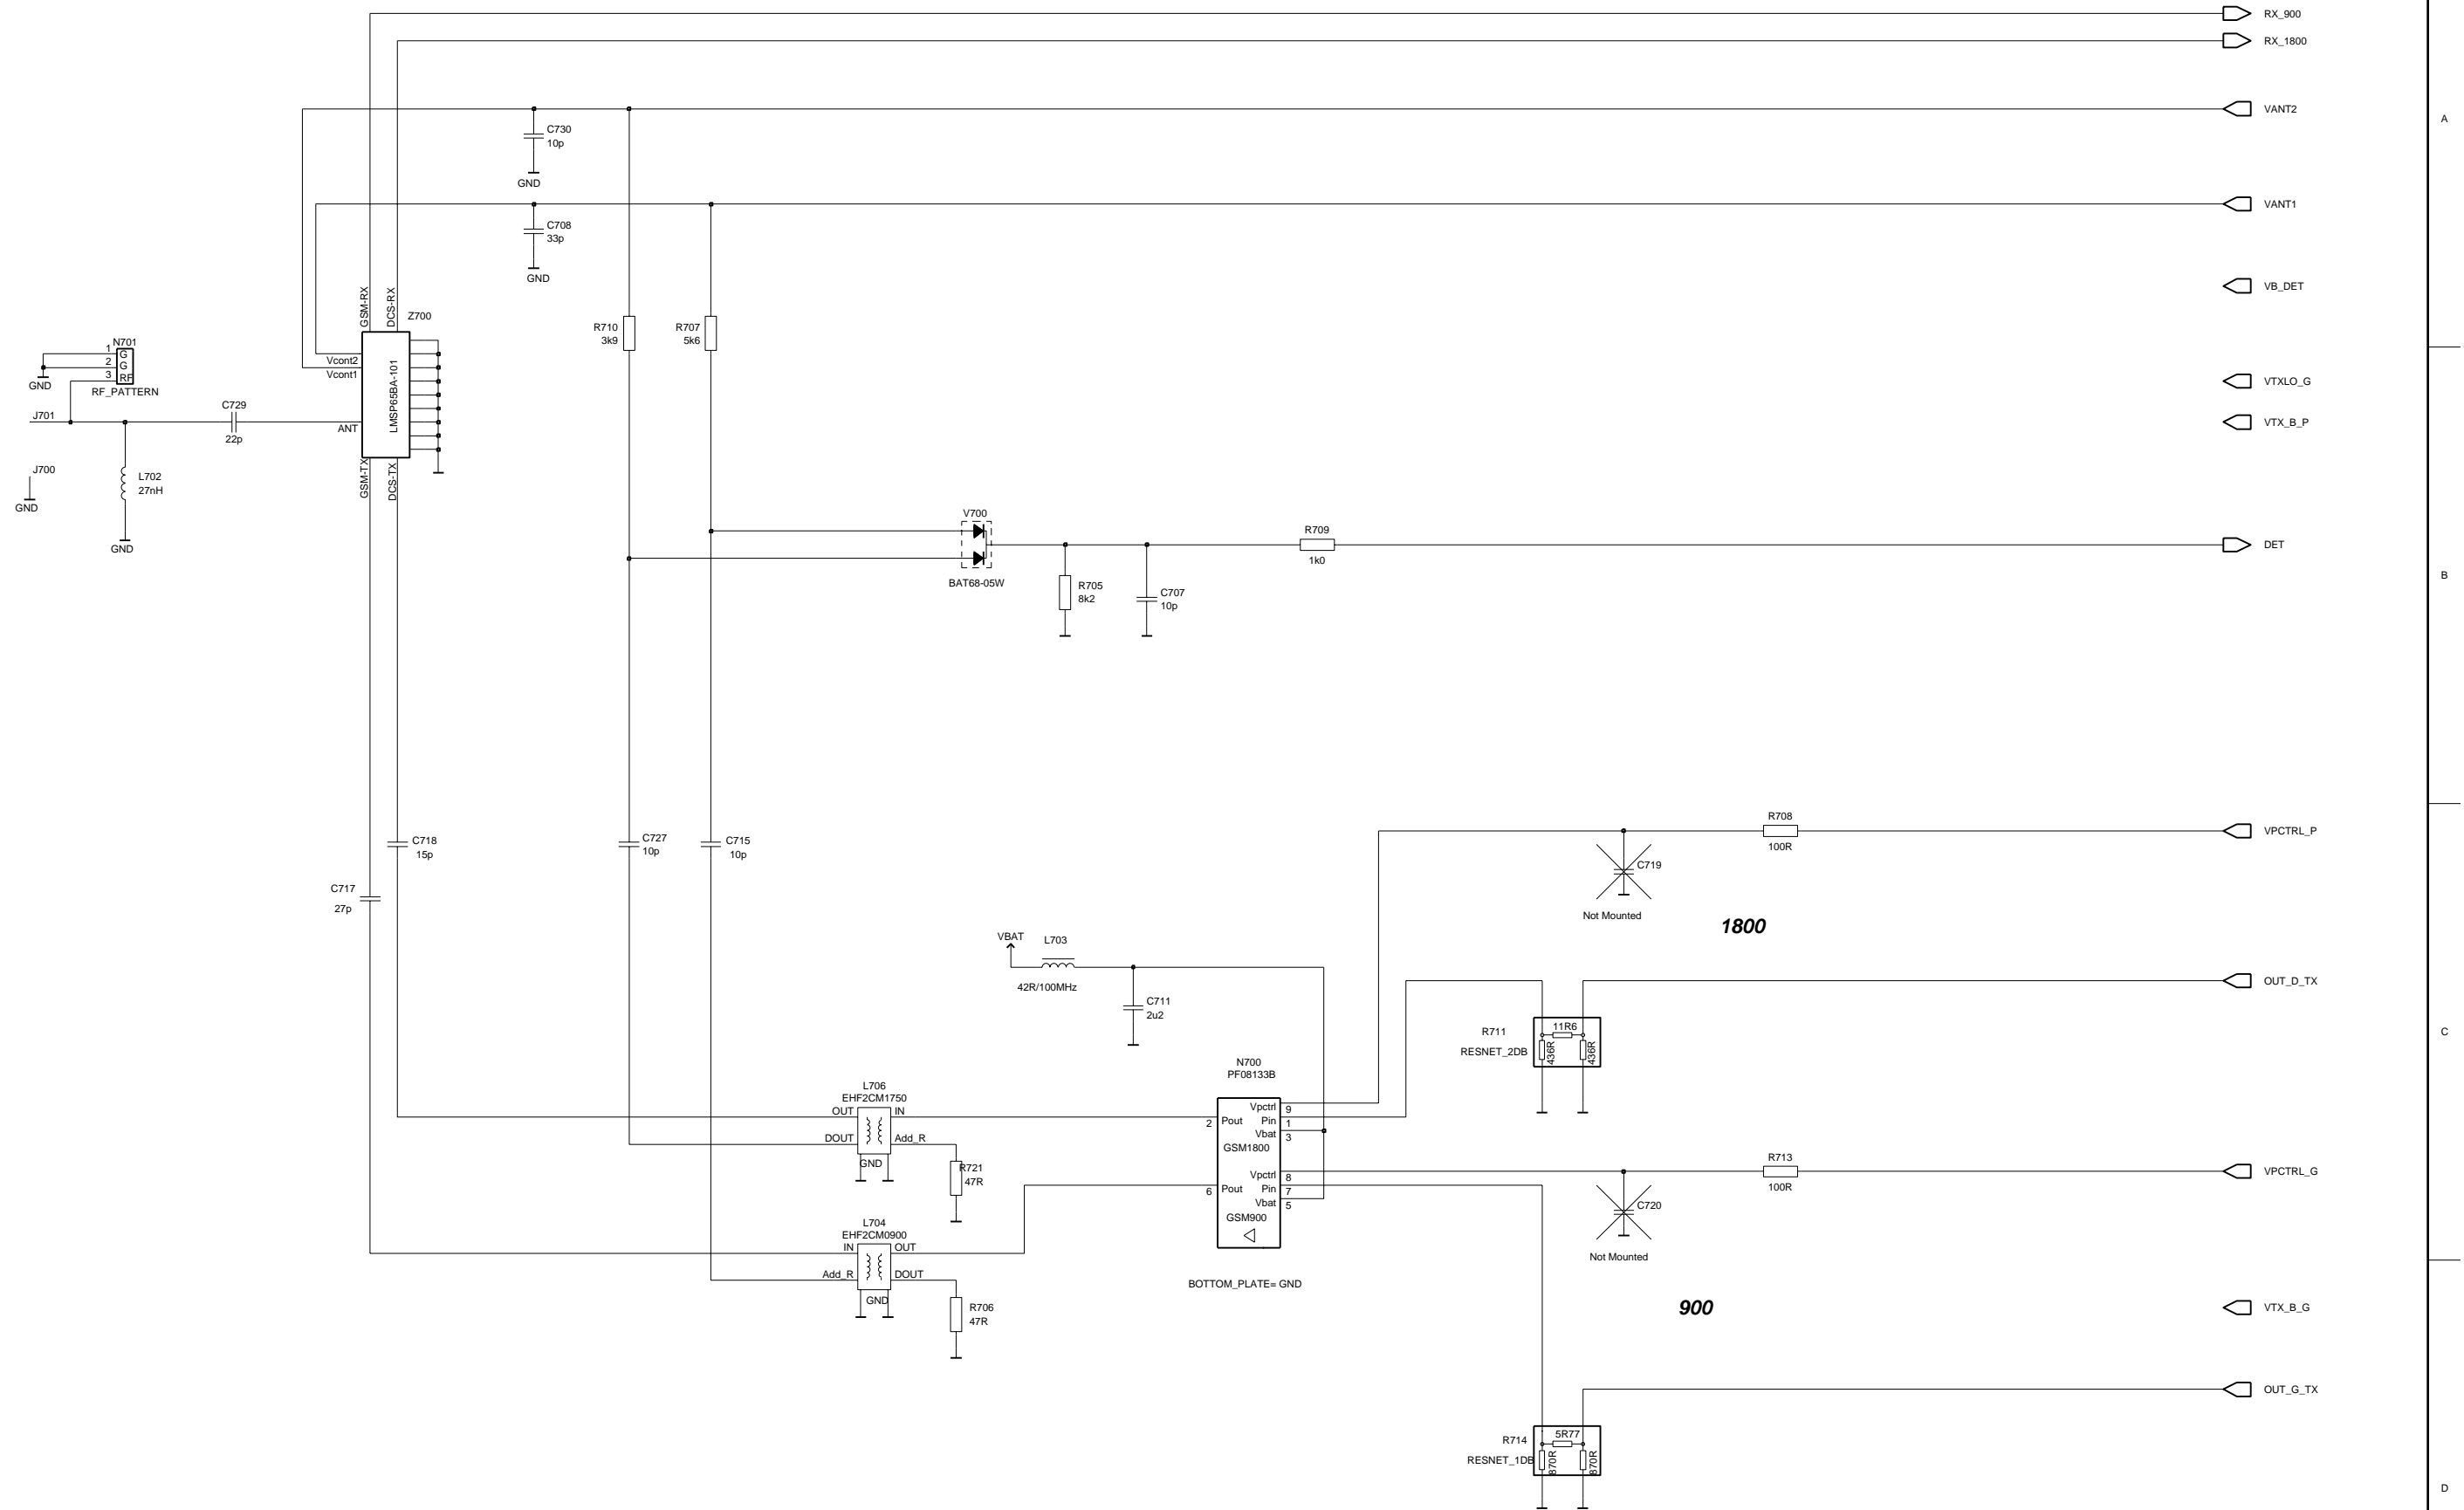 RX_900
RX_1800
VANT2
A
C730
10p
GND
VANT1
C708
33p
GND
VB_DET
GSM-RX
DCS-RX
Z700
R710
3k9
R707
5k6
N701
1 G
2 G
3 RF
GND
RF_PATTERN
Vcont2
Vcont1
LMSP65BA-101
VTXLO_G
C729
22p
J701
ANT
VTX_B_P
GSM-TX
DCS-TX
J700
GND
L702
27nH
GND
V700
BAT68-05W
R709
1k0
DET
R705
8k2
C707
10p
B
R708
100R
VPCTRL_P
C718
15p
C727
10p
C715
10p
C719
Not Mounted
C717
27p
1800
VBAT
L703
42R/100MHz
OUT_D_TX
C711
2u2
R711
RESNET_2DB
11R6
436R
436R
C
N700
PF08133B
L706
EHF2CM1750
OUT
IN
DOUT
Add_R
GND
R721
47R
2
Pout
Vpctrl
9
Pin
1
Vbat
3
GSM1800
R713
100R
VPCTRL_G
6
Pout
Vpctrl
8
Pin
7
Vbat
5
GSM900
C720
Not Mounted
L704
EHF2CM0900
IN
OUT
Add_R
DOUT
GND
R706
47R
BOTTOM_PLATE= GND
900
VTX_B_G
OUT_G_TX
R714
RESNET_1DB
5R77
870R
870R
D